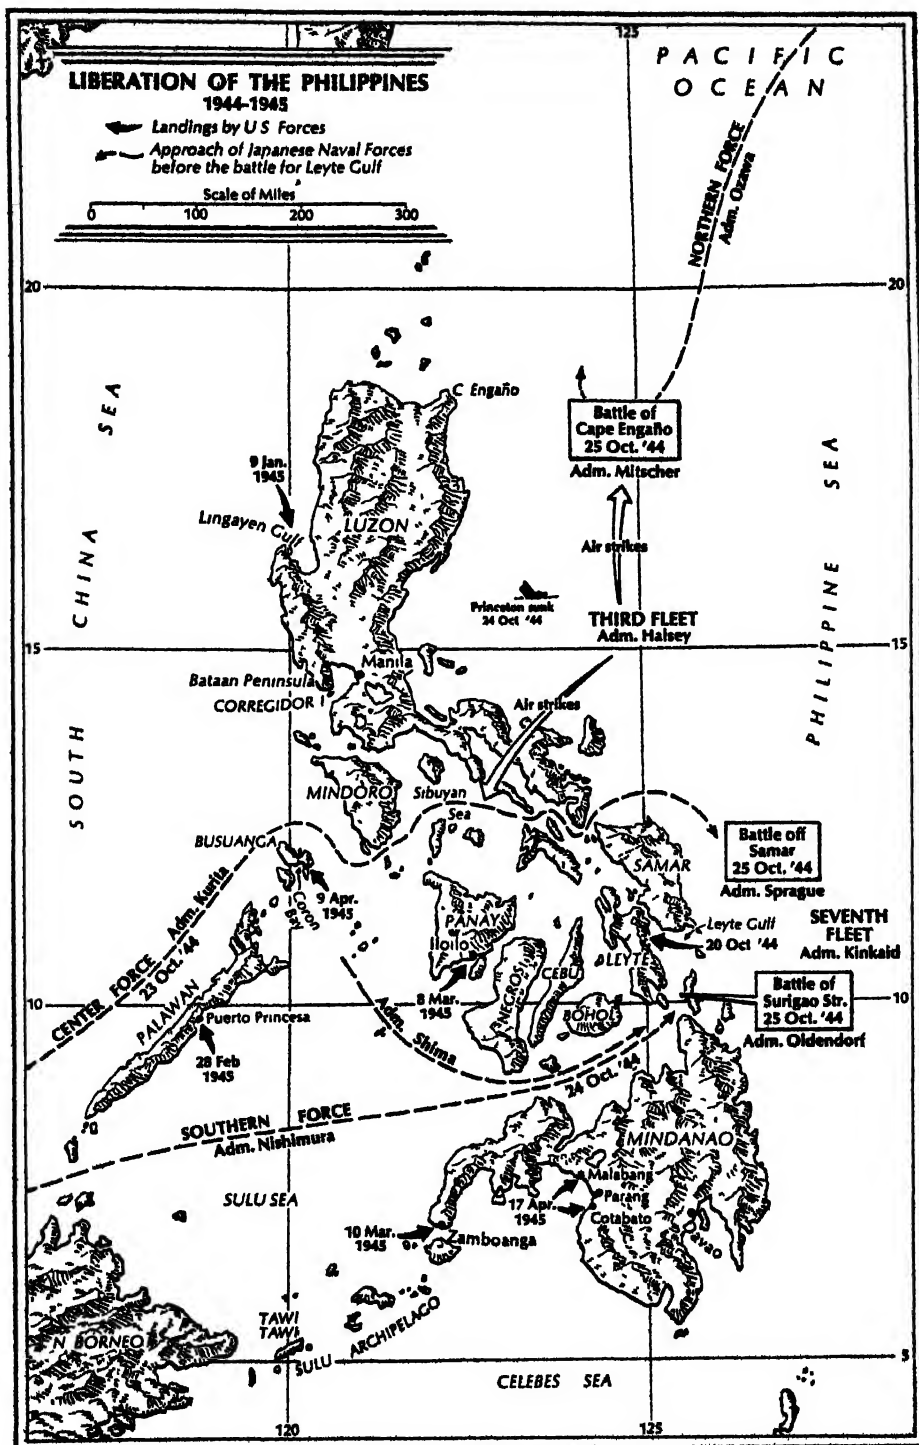 125
PACIFIC
OCEAN
LIBERATION OF THE PHILIPPINES
1944-1945
Landings by U S Forces
Approach of Japanese Naval Forces
before the battle for Leyte Gulf
Scale of Miles
0 100 200 300
NORTHERN FORCE
Adm. Ozawa
20 20
C Engaño
Battle of
Cape Engaño
25 Oct. '44
Adm. Mitscher
SOUTH CHINA SEA
PHILIPPINE SEA
9 Jan.
1945
Lingayen Gulf
LUZON
Air strikes
Princeton sunk
24 Oct '44
THIRD FLEET
Adm. Halsey
15 15
Manila
Bataan Peninsula
CORREGIDOR I
Air strikes
MINDORO
Sibuyan
Sea
BUSUANGA
Battle off
Samar
25 Oct. '44
Adm. Sprague
SAMAR
9 Apr.
1945
Coron
Bay
CENTER FORCE Adm. Kurita
23 Oct. '44
PANAY
Iloilo
Leyte Gulf
20 Oct '44
SEVENTH
FLEET
Adm. Kinkaid
LEYTE
CEBU
NEGROS
8 Mar.
1945
BOHOL
Battle of
Surigao Str.
25 Oct. '44
Adm. Oldendorf
10 10
PALAWAN
Puerto Princesa
28 Feb
1945
Adm. Shima
24 Oct. '44
SOUTHERN FORCE
Adm. Nishimura
MINDANAO
Malabang
Parang
17 Apr.
1945
Cotabato
Davao
SULU SEA
10 Mar.
1945
Zamboanga
TAWI
TAWI
SULU ARCHIPELAGO
N BORNEO
5
CELEBES SEA
120 125